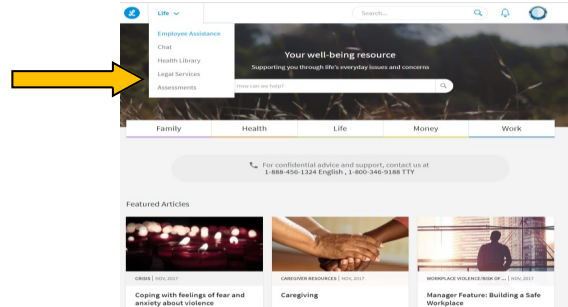 Life
Search...
Employee Assistance
Chat
Health Library
Legal Services
Assessments
Your well-being resource
Supporting you through life's everyday issues and concerns
How can we help?
Family
Health
Life
Money
Work
For confidential advice and support, contact us at
1-888-456-1324 English , 1-800-346-9188 TTY
Featured Articles
CRISIS | NOV, 2017
Coping with feelings of fear and
anxiety about violence
CAREGIVER RESOURCES | NOV, 2017
Caregiving
WORKPLACE VIOLENCE/RISK OF ... | NOV, 2017
Manager Feature: Building a Safe
Workplace